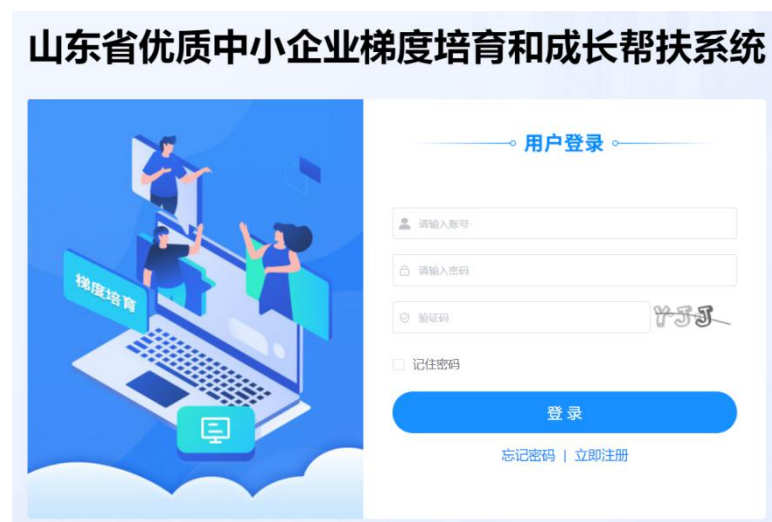 山东省优质中小企业梯度培育和成长帮扶系统
用户登录
梯度培育
请输入账号
请输入密码
验证码
YJJ
记住密码
登录
忘记密码 | 立即注册